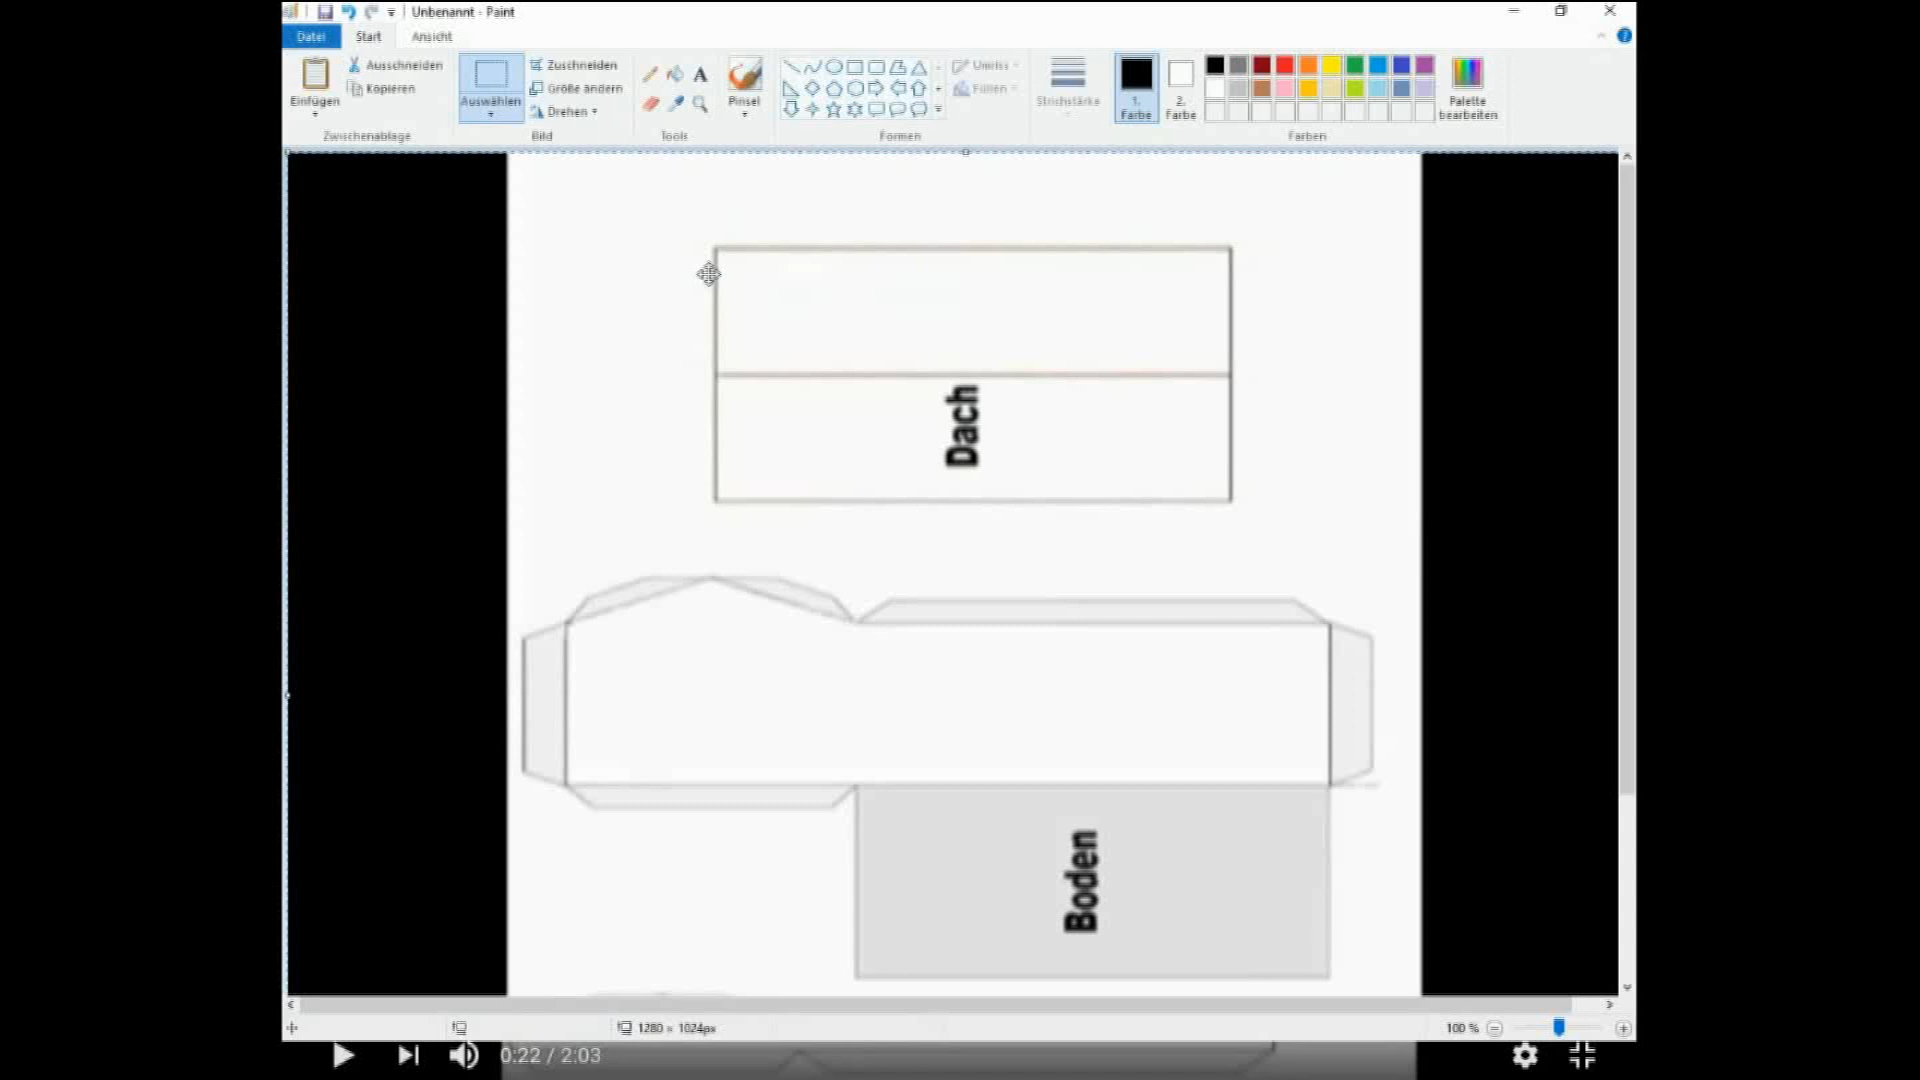 Unbenannt - Paint
Datei Start Ansicht
Einfügen
Ausschneiden
Kopieren
Zwischenablage
Auswählen
Zuschneiden
Größe ändern
Drehen
Bild
A
Tools
Pinsel
Formen
Umriss
Füllen
Strichstärke
1.
Farbe
2.
Farbe
Farben
Palette
bearbeiten
Dach
Boden
1280 × 1024px
100 %
0:22 / 2:03